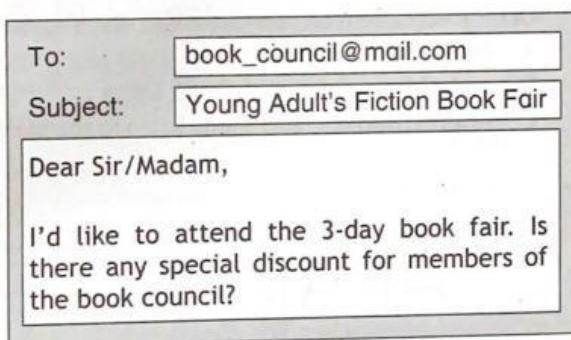 To: book_council@mail.com
Subject: Young Adult's Fiction Book Fair
Dear Sir/Madam,
I'd like to attend the 3-day book fair. Is
there any special discount for members of
the book council?